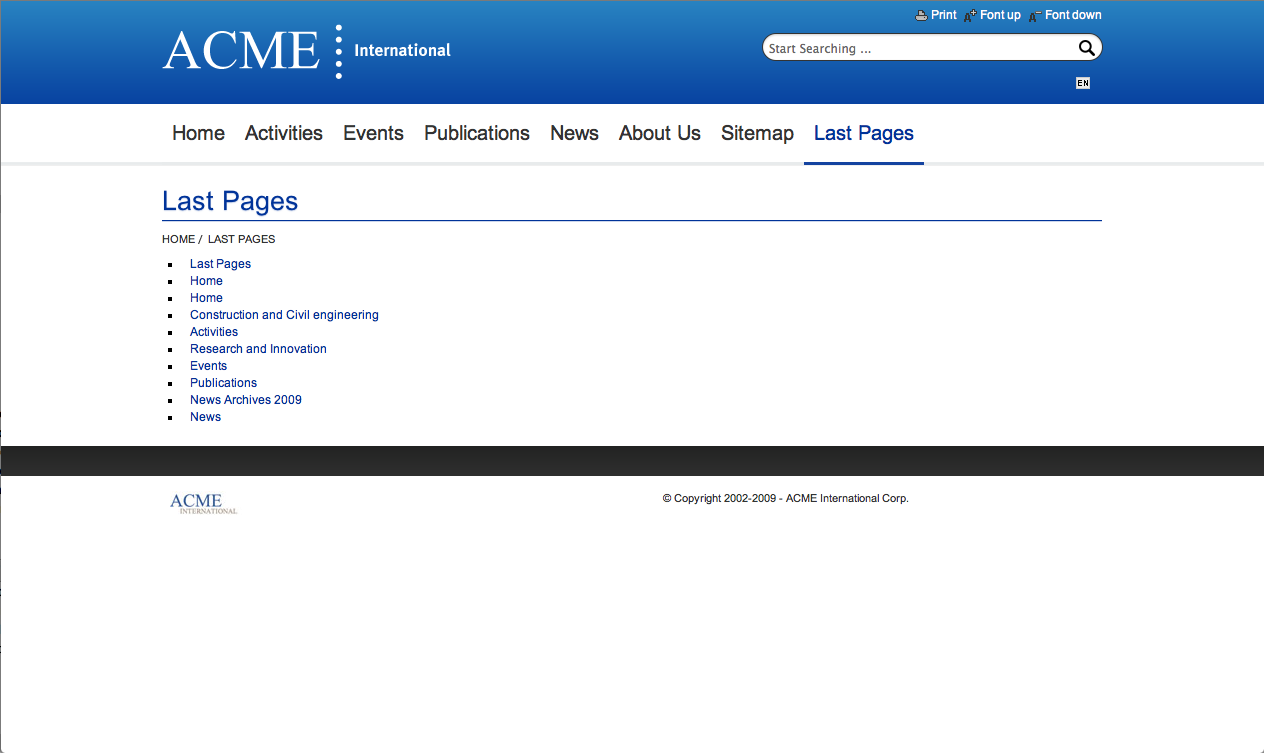 Print A+ Font up A- Font down
ACME International
Start Searching ...
EN
Home Activities Events Publications News About Us Sitemap Last Pages
Last Pages
HOME / LAST PAGES
Last Pages
Home
Home
Construction and Civil engineering
Activities
Research and Innovation
Events
Publications
News Archives 2009
News
ACME
INTERNATIONAL
© Copyright 2002-2009 - ACME International Corp.